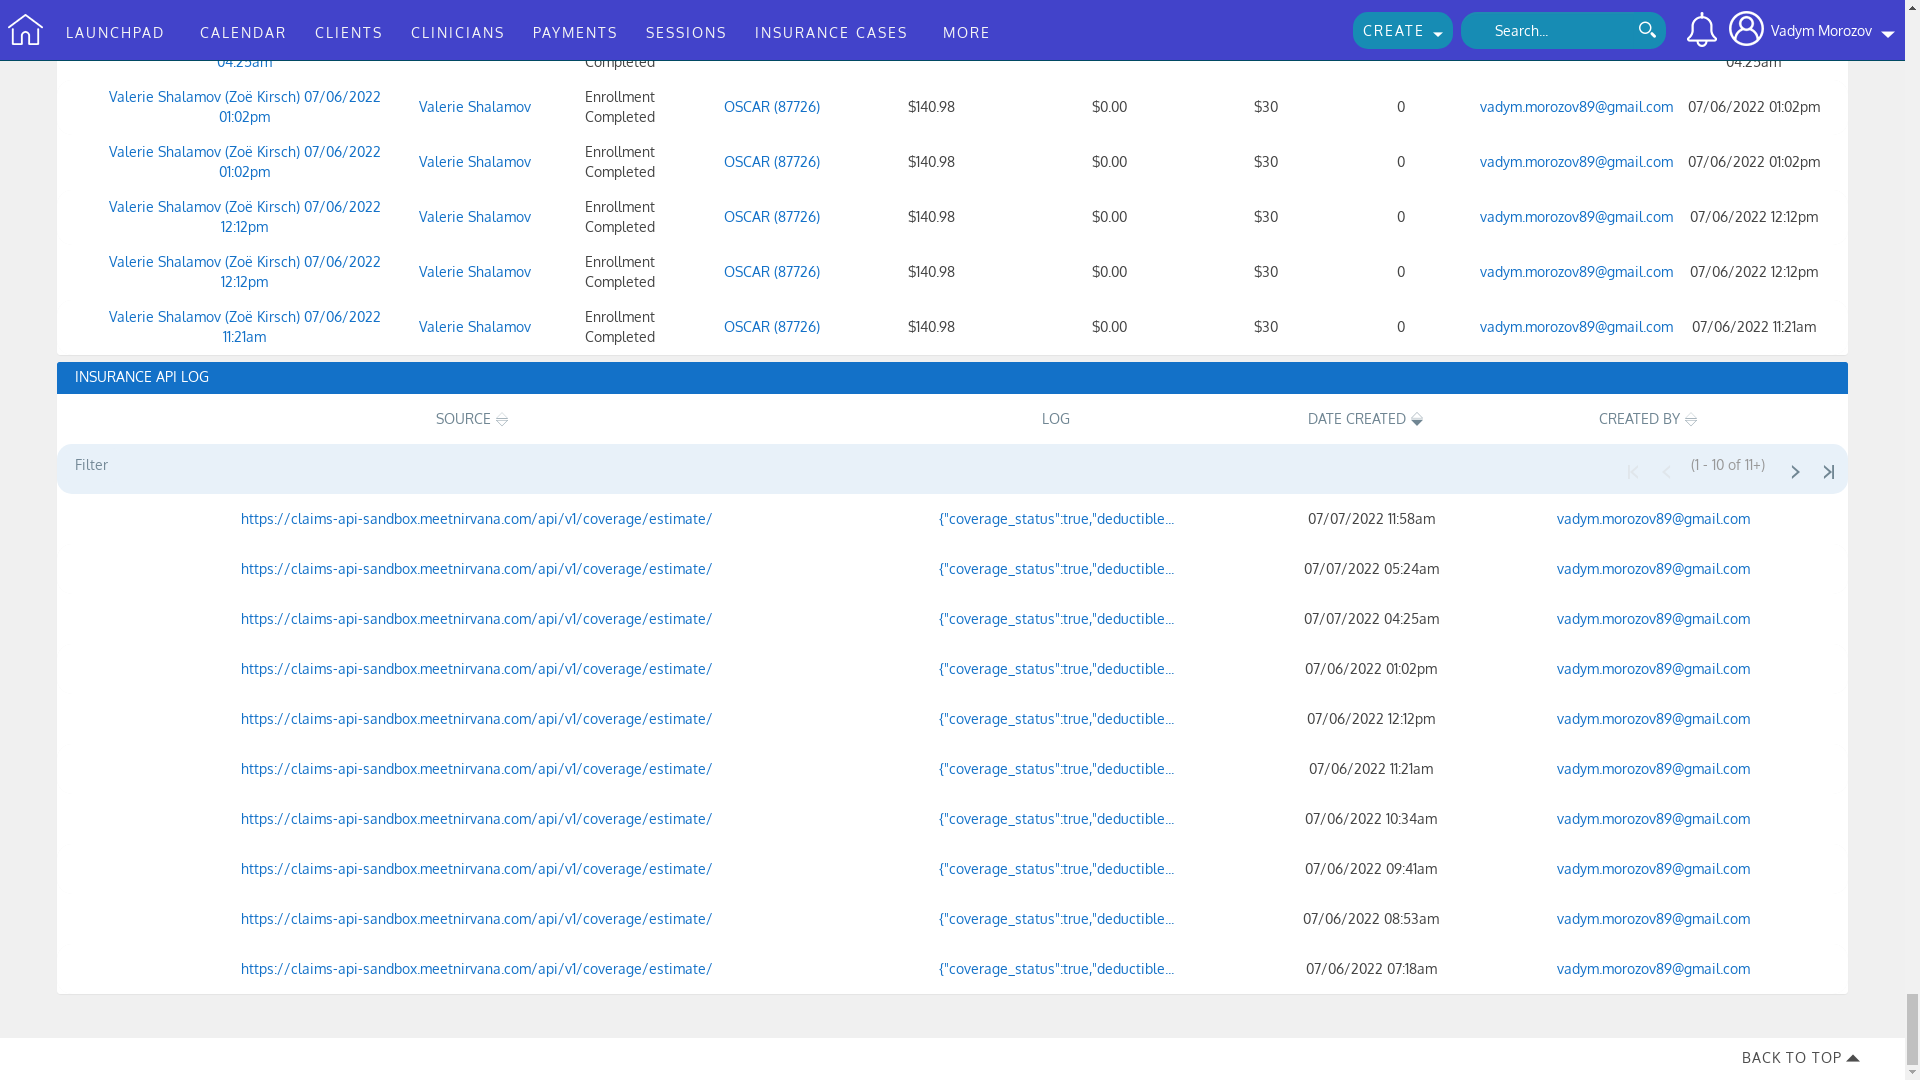 LAUNCHPAD CALENDAR CLIENTS CLINICIANS PAYMENTS SESSIONS INSURANCE CASES MORE CREATE Search... Vadym Morozov
04:25am Completed 04:25am
Valerie Shalamov (Zoë Kirsch) 07/06/2022 01:02pm Valerie Shalamov Enrollment Completed OSCAR (87726) $140.98 $0.00 $30 0 vadym.morozov89@gmail.com 07/06/2022 01:02pm
Valerie Shalamov (Zoë Kirsch) 07/06/2022 01:02pm Valerie Shalamov Enrollment Completed OSCAR (87726) $140.98 $0.00 $30 0 vadym.morozov89@gmail.com 07/06/2022 01:02pm
Valerie Shalamov (Zoë Kirsch) 07/06/2022 12:12pm Valerie Shalamov Enrollment Completed OSCAR (87726) $140.98 $0.00 $30 0 vadym.morozov89@gmail.com 07/06/2022 12:12pm
Valerie Shalamov (Zoë Kirsch) 07/06/2022 12:12pm Valerie Shalamov Enrollment Completed OSCAR (87726) $140.98 $0.00 $30 0 vadym.morozov89@gmail.com 07/06/2022 12:12pm
Valerie Shalamov (Zoë Kirsch) 07/06/2022 11:21am Valerie Shalamov Enrollment Completed OSCAR (87726) $140.98 $0.00 $30 0 vadym.morozov89@gmail.com 07/06/2022 11:21am
INSURANCE API LOG
SOURCE LOG DATE CREATED CREATED BY
Filter (1 - 10 of 11+)
https://claims-api-sandbox.meetnirvana.com/api/v1/coverage/estimate/ {"coverage_status":true,"deductible... 07/07/2022 11:58am vadym.morozov89@gmail.com
https://claims-api-sandbox.meetnirvana.com/api/v1/coverage/estimate/ {"coverage_status":true,"deductible... 07/07/2022 05:24am vadym.morozov89@gmail.com
https://claims-api-sandbox.meetnirvana.com/api/v1/coverage/estimate/ {"coverage_status":true,"deductible... 07/07/2022 04:25am vadym.morozov89@gmail.com
https://claims-api-sandbox.meetnirvana.com/api/v1/coverage/estimate/ {"coverage_status":true,"deductible... 07/06/2022 01:02pm vadym.morozov89@gmail.com
https://claims-api-sandbox.meetnirvana.com/api/v1/coverage/estimate/ {"coverage_status":true,"deductible... 07/06/2022 12:12pm vadym.morozov89@gmail.com
https://claims-api-sandbox.meetnirvana.com/api/v1/coverage/estimate/ {"coverage_status":true,"deductible... 07/06/2022 11:21am vadym.morozov89@gmail.com
https://claims-api-sandbox.meetnirvana.com/api/v1/coverage/estimate/ {"coverage_status":true,"deductible... 07/06/2022 10:34am vadym.morozov89@gmail.com
https://claims-api-sandbox.meetnirvana.com/api/v1/coverage/estimate/ {"coverage_status":true,"deductible... 07/06/2022 09:41am vadym.morozov89@gmail.com
https://claims-api-sandbox.meetnirvana.com/api/v1/coverage/estimate/ {"coverage_status":true,"deductible... 07/06/2022 08:53am vadym.morozov89@gmail.com
https://claims-api-sandbox.meetnirvana.com/api/v1/coverage/estimate/ {"coverage_status":true,"deductible... 07/06/2022 07:18am vadym.morozov89@gmail.com
BACK TO TOP